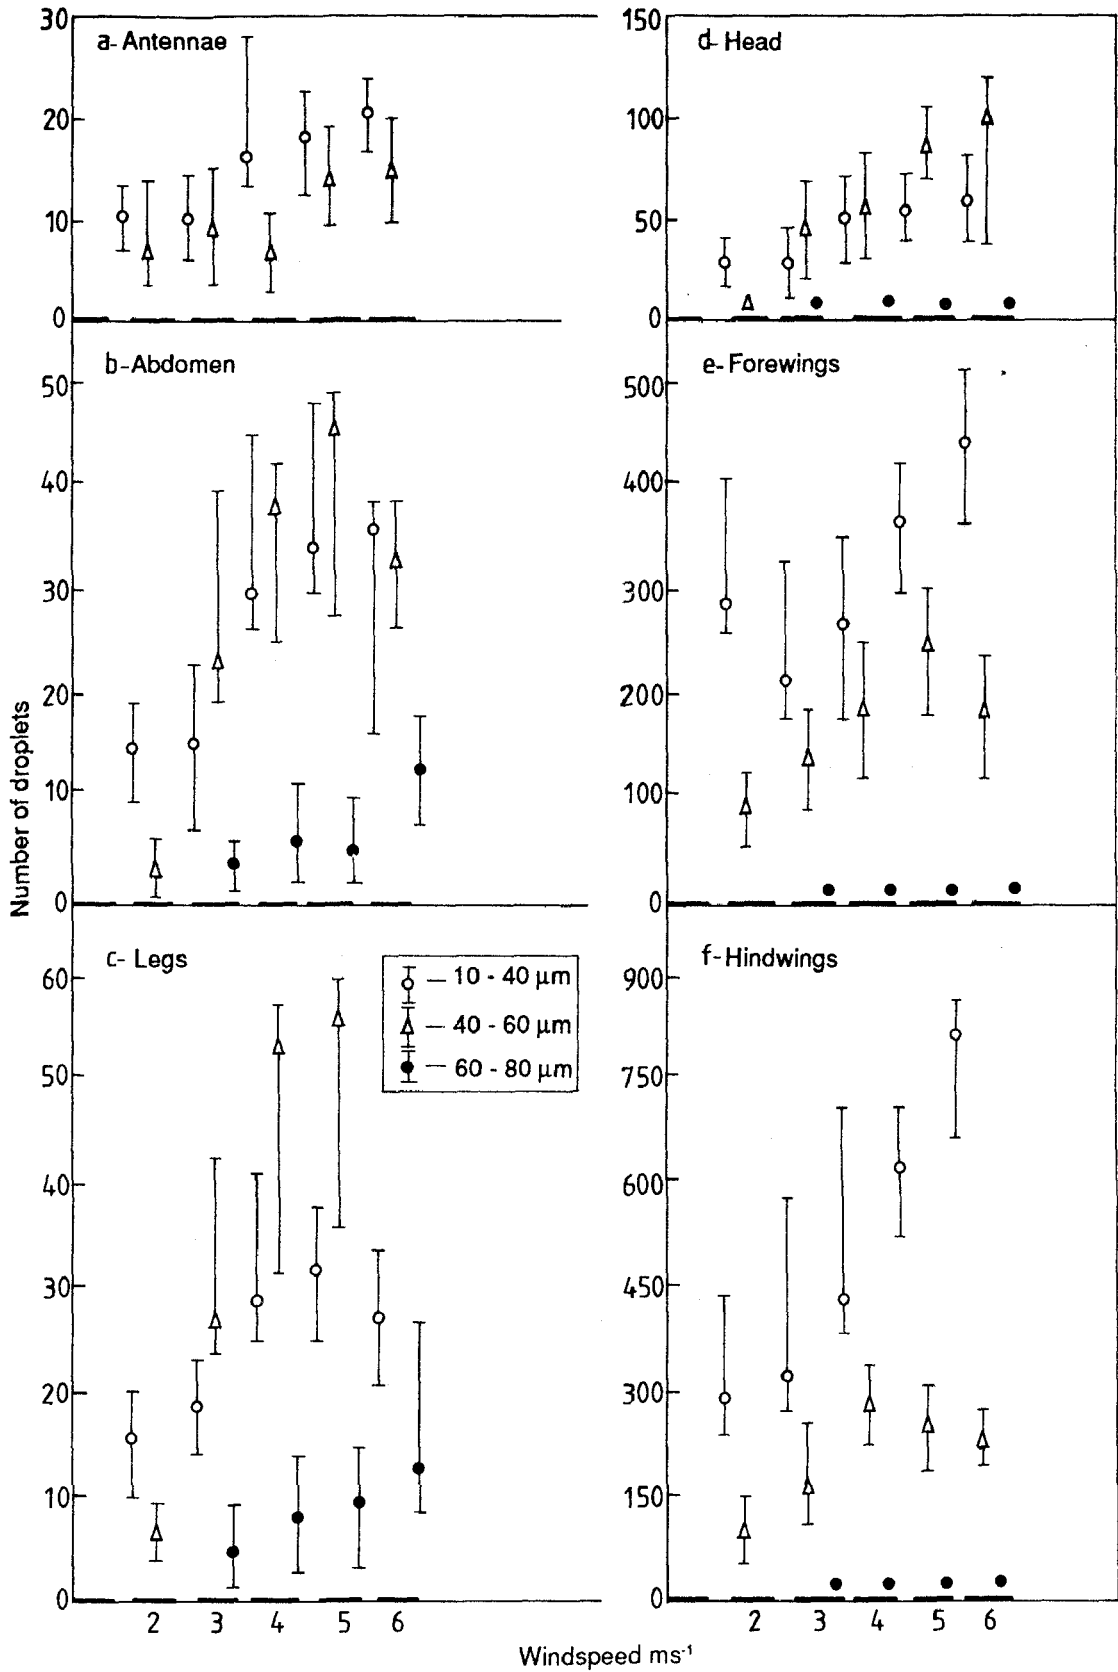 Number of droplets
a- Antennae
30
20
10
0
b-Abdomen
50
40
30
20
10
0
c- Legs
60
50
40
30
20
10
0
2 3 4 5 6
10 - 40 μm
40 - 60 μm
60 - 80 μm
d- Head
150
100
50
0
e- Forewings
500
400
300
200
100
0
f- Hindwings
900
750
600
450
300
150
0
2 3 4 5 6
Windspeed ms⁻¹